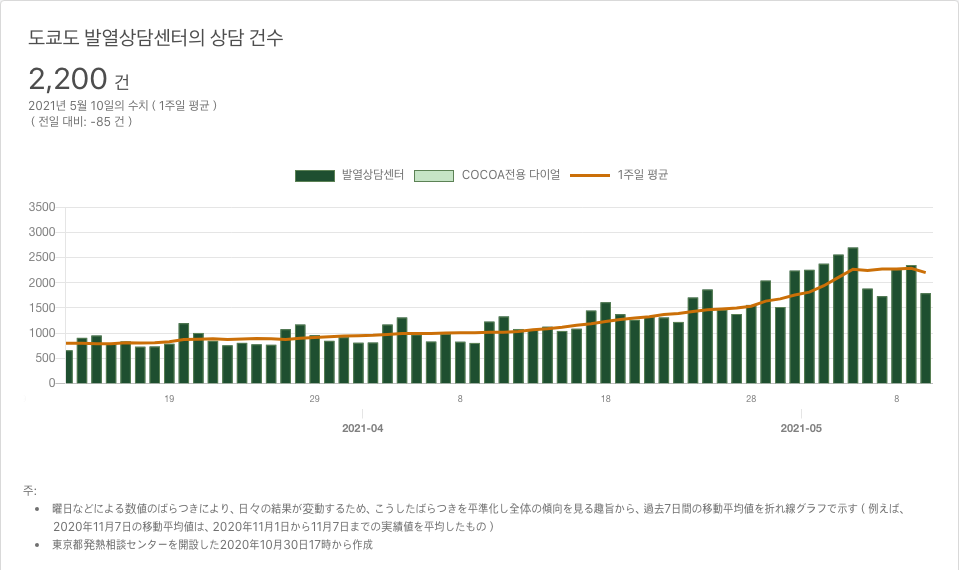 도쿄도 발열상담센터의 상담 건수
2,200 건
2021년 5월 10일의 수치 ( 1주일 평균 )
( 전일 대비: -85 건 )
발열상담센터 COCOA전용 다이얼 1주일 평균
3500
3000
2500
2000
1500
1000
500
0
19 29 8 18 28 8
2021-04 2021-05
주:
• 曜日などによる数値のばらつきにより、日々の結果が変動するため、こうしたばらつきを平準化し全体の傾向を見る趣旨から、過去7日間の移動平均値を折れ線グラフで示す ( 例えば、
2020年11月7日の移動平均値は、2020年11月1日から11月7日までの実績値を平均したもの )
• 東京都発熱相談センターを開設した2020年10月30日17時から作成